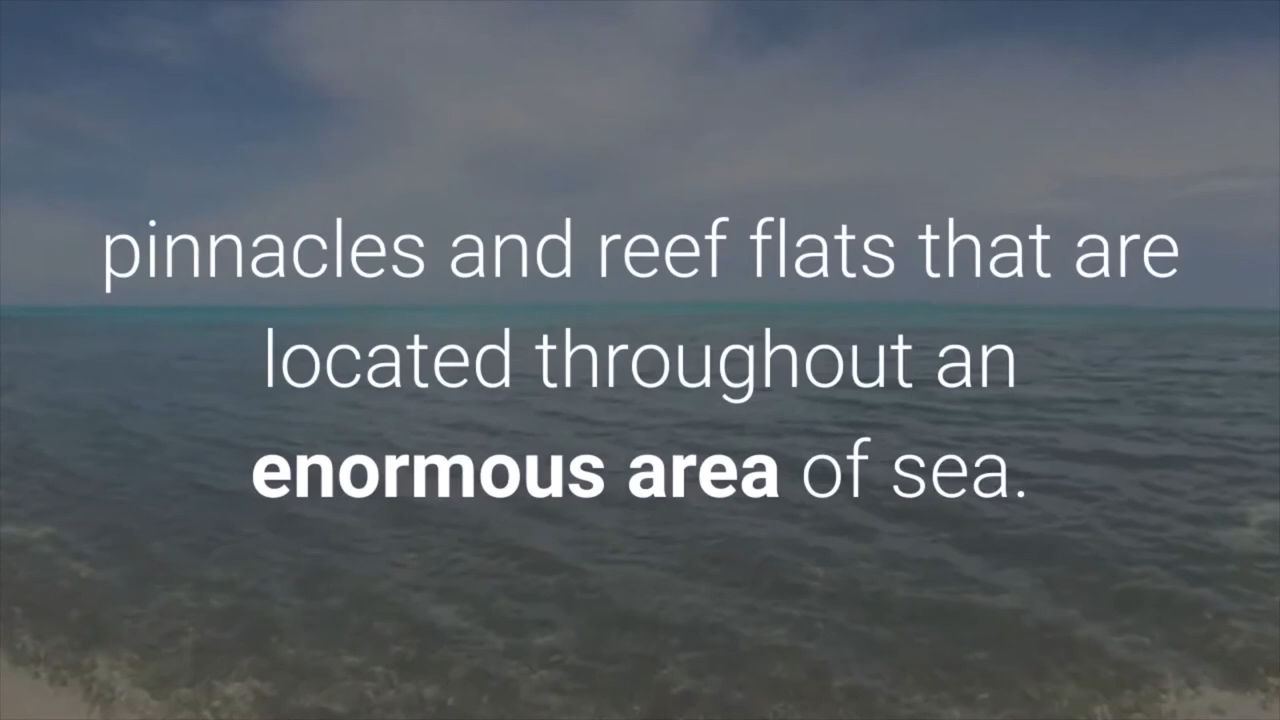 pinnacles and reef flats that are
located throughout an
enormous area of sea.